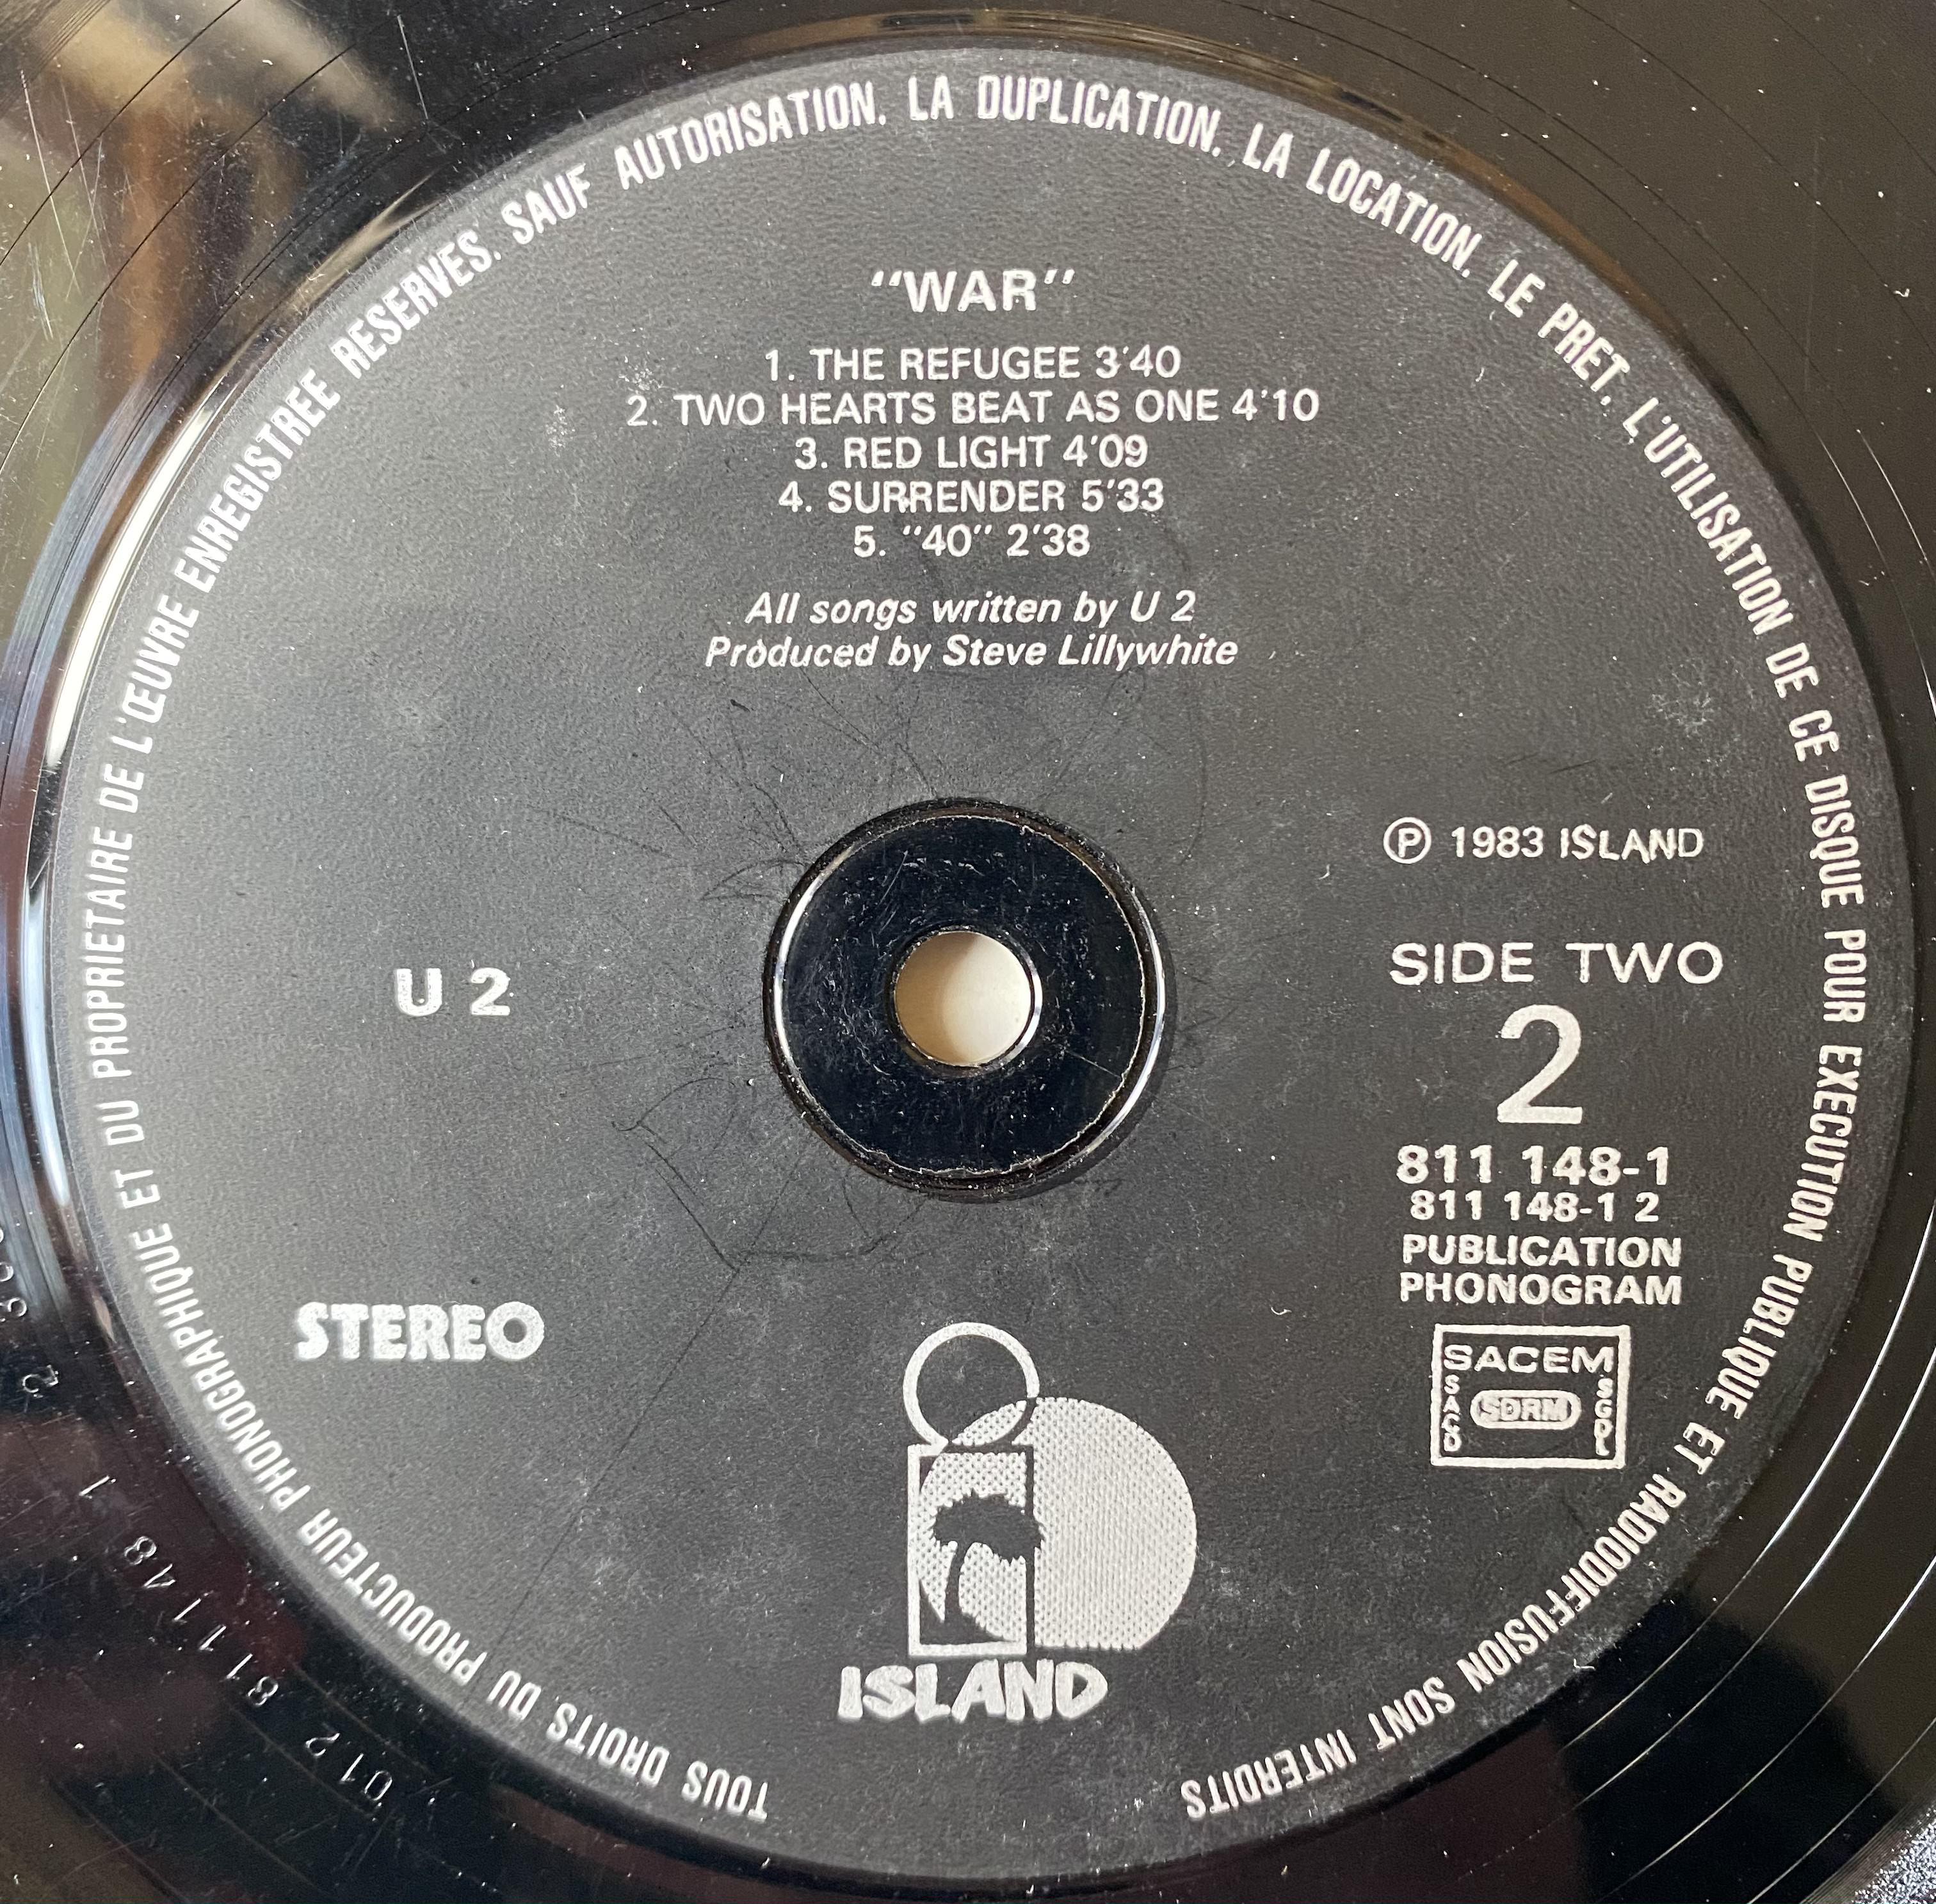 TOUS DROITS DU PRODUCTEUR PHONOGRAPHIQUE ET DU PROPRIETAIRE DE L'ŒUVRE ENREGISTREE RESERVES. SAUF AUTORISATION. LA DUPLICATION. LA LOCATION. LE PRET. L'UTILISATION DE CE DISQUE POUR EXECUTION PUBLIQUE ET RADIODIFFUSION SONT INTERDITS
"WAR"
1. THE REFUGEE 3'40
2. TWO HEARTS BEAT AS ONE 4'10
3. RED LIGHT 4'09
4. SURRENDER 5'33
5. "40" 2'38
All songs written by U 2
Produced by Steve Lillywhite
℗ 1983 ISLAND
U 2
SIDE TWO
2
811 148-1
811 148-1 2
PUBLICATION
PHONOGRAM
STEREO
SACEM
SACD
SDRM
SGDL
ISLAND
01 2 811148 1